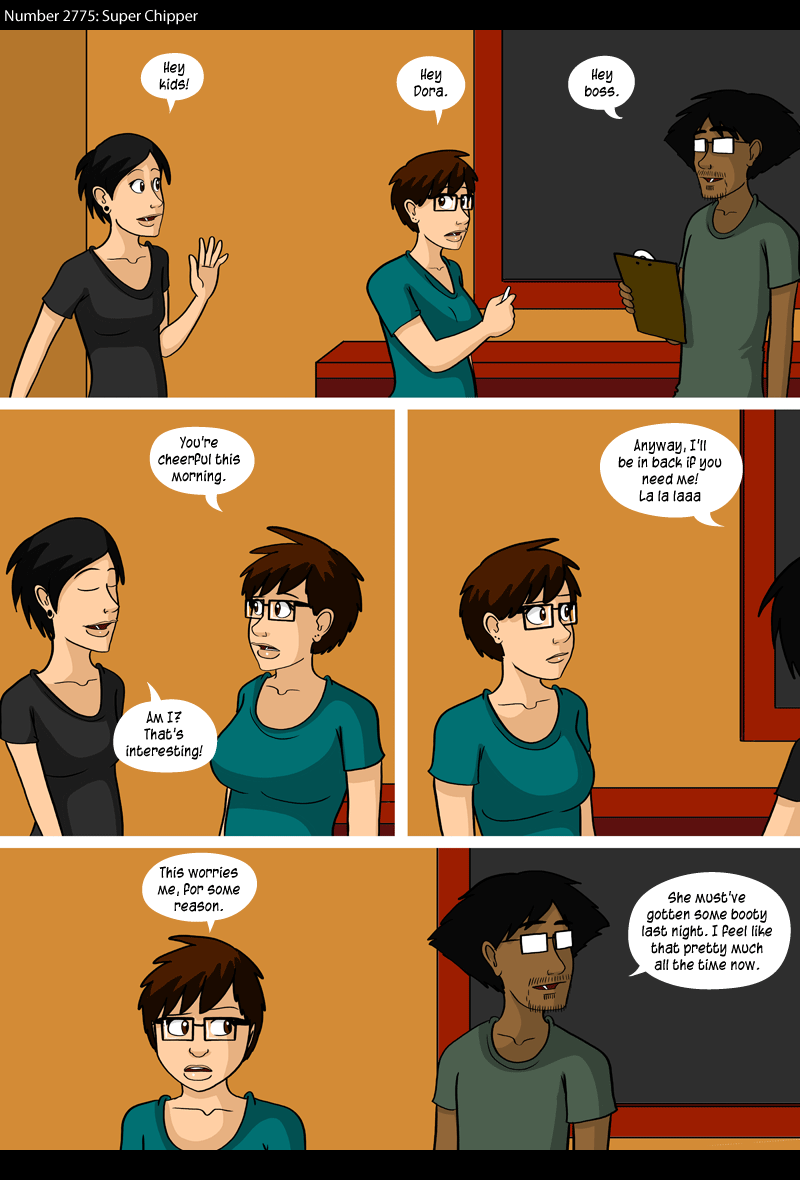 Number 2775: Super Chipper
Hey
kids!
Hey
Dora.
Hey
boss.
You're
cheerful this
morning.
Am I?
That's
interesting!
Anyway, I'll
be in back if you
need me!
La la laaa
This worries
me, for some
reason.
She must've
gotten some booty
last night. I feel like
that pretty much
all the time now.